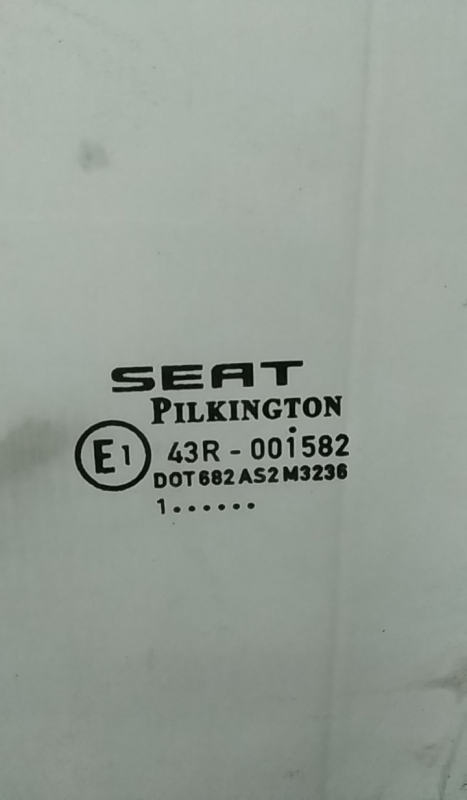 SEAT
PILKINGTON
E1 43R - 001582
DOT 682 AS2 M3236
1......